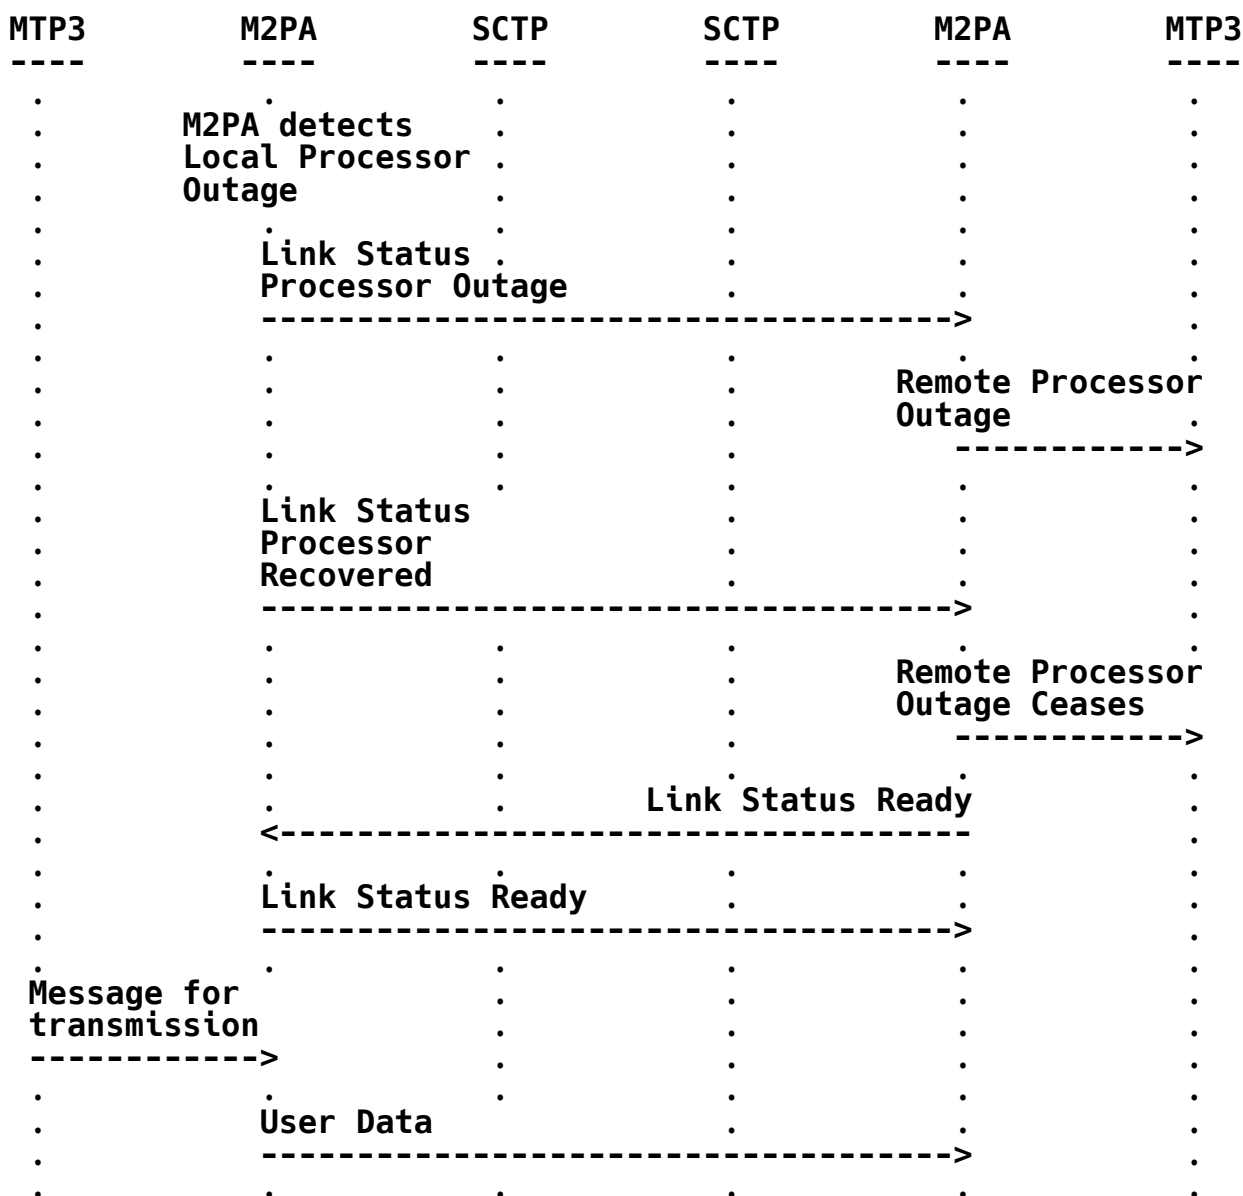 MTP3        M2PA        SCTP        SCTP        M2PA        MTP3
----        ----        ----        ----        ----        ----
 .           .           .           .           .           .
 .       M2PA detects    .           .           .           .
 .       Local Processor .           .           .           .
 .       Outage          .           .           .           .
 .           .           .           .           .           .
 .           Link Status .           .           .           .
 .           Processor Outage        .           .           .
 .           ------------------------------------>           .
 .           .           .           .           .           .
 .           .           .           .        Remote Processor
 .           .           .           .        Outage         .
 .           .           .           .           ------------>
 .           .           .           .           .           .
 .           Link Status             .           .           .
 .           Processor               .           .           .
 .           Recovered               .           .           .
 .           ------------------------------------>           .
 .           .           .           .           .           .
 .           .           .           .        Remote Processor
 .           .           .           .        Outage Ceases
 .           .           .           .           ------------>
 .           .           .           .           .           .
 .           .           .       Link Status Ready           .
 .           <------------------------------------           .
 .           .           .           .           .           .
 .           Link Status Ready       .           .           .
 .           ------------------------------------>           .
 .           .           .           .           .           .
 Message for             .           .           .           .
 transmission            .           .           .           .
 ------------>           .           .           .           .
 .           .           .           .           .           .
 .           User Data               .           .           .
 .           ------------------------------------>           .
 .           .           .           .           .           .